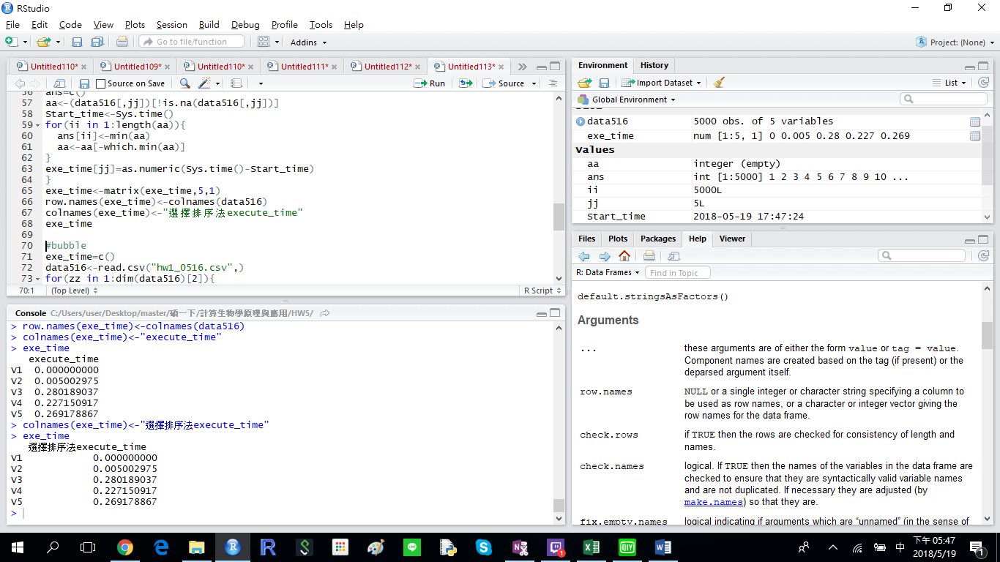 RStudio
File Edit Code View Plots Session Build Debug Profile Tools Help
Go to file/function Addins Project: (None)
Untitled110* Untitled109* Untitled110* Untitled111* Untitled112* Untitled113*
Source on Save Run Source
56 ans=c()
57 aa<-(data516[,jj])[!is.na(data516[,jj])]
58 Start_time<-Sys.time()
59 for(ii in 1:length(aa)){
60 ans[ii]<-min(aa)
61 aa<-aa[-which.min(aa)]
62 }
63 exe_time[jj]=as.numeric(Sys.time()-Start_time)
64 }
65 exe_time<-matrix(exe_time,5,1)
66 row.names(exe_time)<-colnames(data516)
67 colnames(exe_time)<-"選擇排序法execute_time"
68 exe_time
69
70 #bubble
71 exe_time=c()
72 data516<-read.csv("hw1_0516.csv",)
73 for(zz in 1:dim(data516)[2]){
70:1 (Top Level) R Script
Console C:/Users/user/Desktop/master/碩一下/計算生物學原理與應用/HW5/
> row.names(exe_time)<-colnames(data516)
> colnames(exe_time)<-"execute_time"
> exe_time
execute_time
V1 0.000000000
V2 0.005002975
V3 0.280189037
V4 0.227150917
V5 0.269178867
> colnames(exe_time)<-"選擇排序法execute_time"
> exe_time
選擇排序法execute_time
V1 0.000000000
V2 0.005002975
V3 0.280189037
V4 0.227150917
V5 0.269178867
>
Environment History
Import Dataset List
Global Environment
data516 5000 obs. of 5 variables
exe_time num [1:5, 1] 0 0.005 0.28 0.227 0.269
Values
aa integer (empty)
ans int [1:5000] 1 2 3 4 5 6 7 8 9 10 ...
ii 5000L
jj 5L
Start_time 2018-05-19 17:47:24
Files Plots Packages Help Viewer
R: Data Frames Find in Topic
default.stringsAsFactors()
Arguments
... these arguments are of either the form value or tag = value.
Component names are created based on the tag (if present) or the
deparsed argument itself.
row.names NULL or a single integer or character string specifying a column to
be used as row names, or a character or integer vector giving the
row names for the data frame.
check.rows if TRUE then the rows are checked for consistency of length and
names.
check.names logical. If TRUE then the names of the variables in the data frame are
checked to ensure that they are syntactically valid variable names
and are not duplicated. If necessary they are adjusted (by
make.names) so that they are.
fix.empty.names logical indicating if arguments which are “unnamed” (in the sense of
中 下午 05:47
2018/5/19